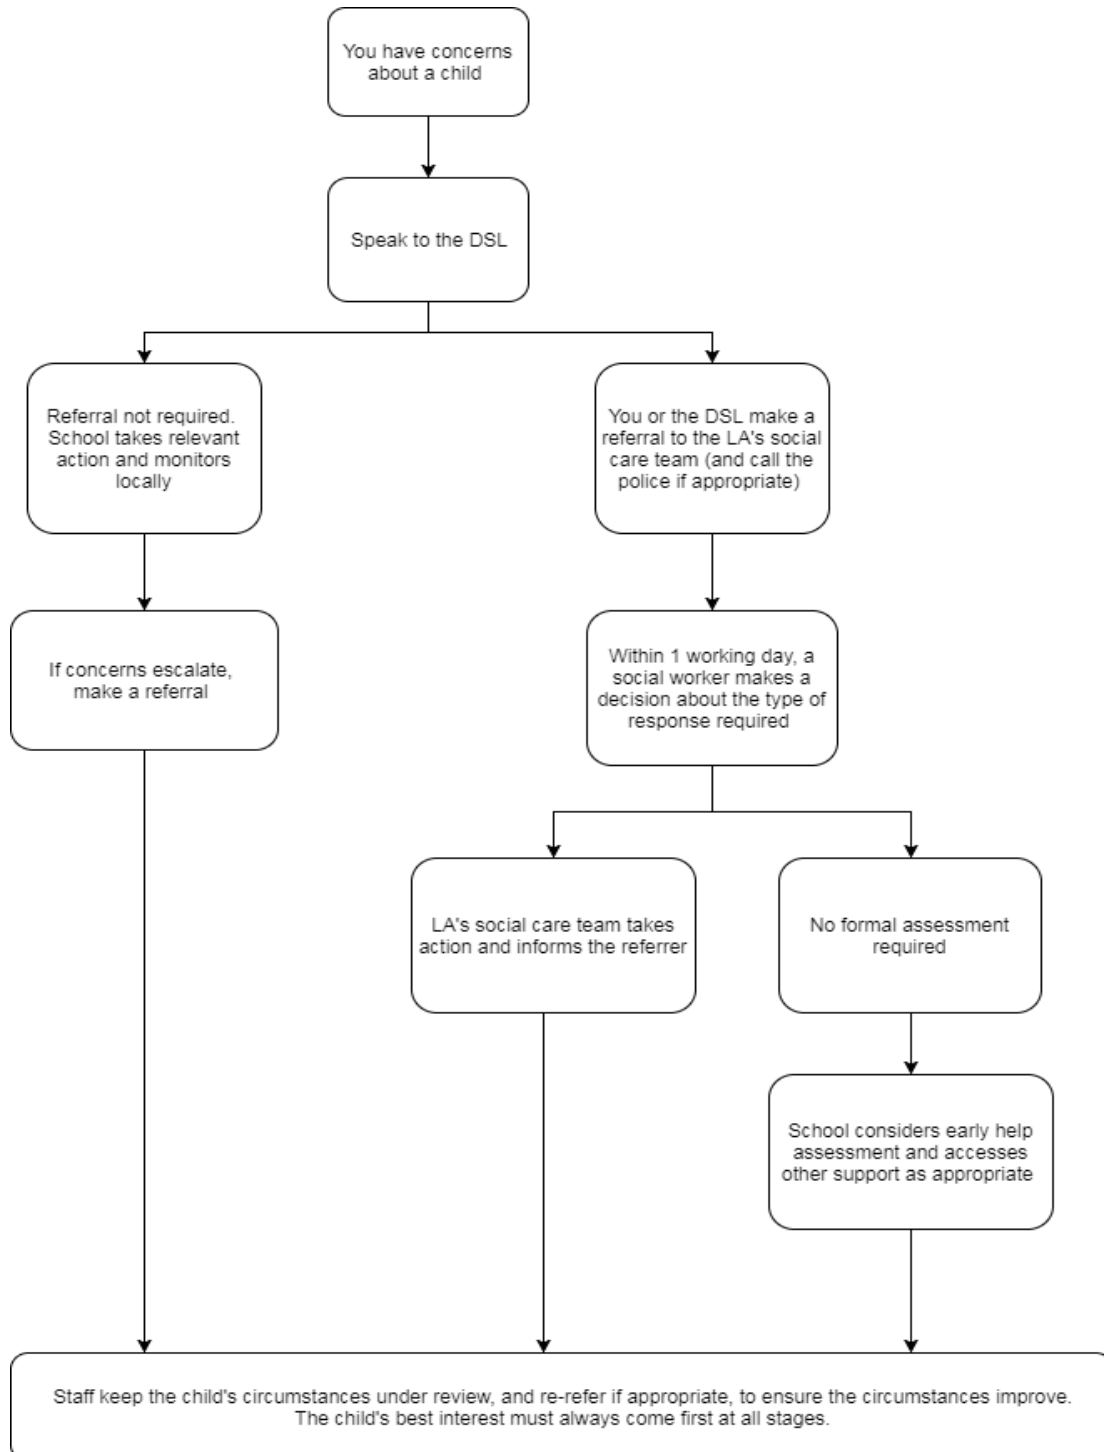 You have concerns
about a child
Speak to the DSL
Referral not required.
School takes relevant
action and monitors
locally
You or the DSL make a
referral to the LA's social
care team (and call the
police if appropriate)
If concerns escalate,
make a referral
Within 1 working day, a
social worker makes a
decision about the type of
response required
LA's social care team takes
action and informs the referrer
No formal assessment
required
School considers early help
assessment and accesses
other support as appropriate
Staff keep the child's circumstances under review, and re-refer if appropriate, to ensure the circumstances improve.
The child's best interest must always come first at all stages.